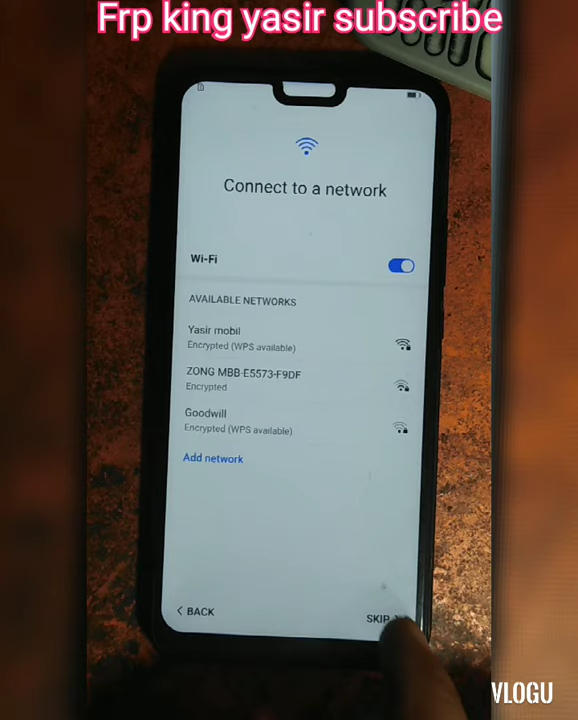 Frp king yasir subscribe
Connect to a network
Wi-Fi
AVAILABLE NETWORKS
Yasir mobil
Encrypted (WPS available)
ZONG MBB-E5573-F9DF
Encrypted
Goodwill
Encrypted (WPS available)
Add network
< BACK
SKIP
VLOGU